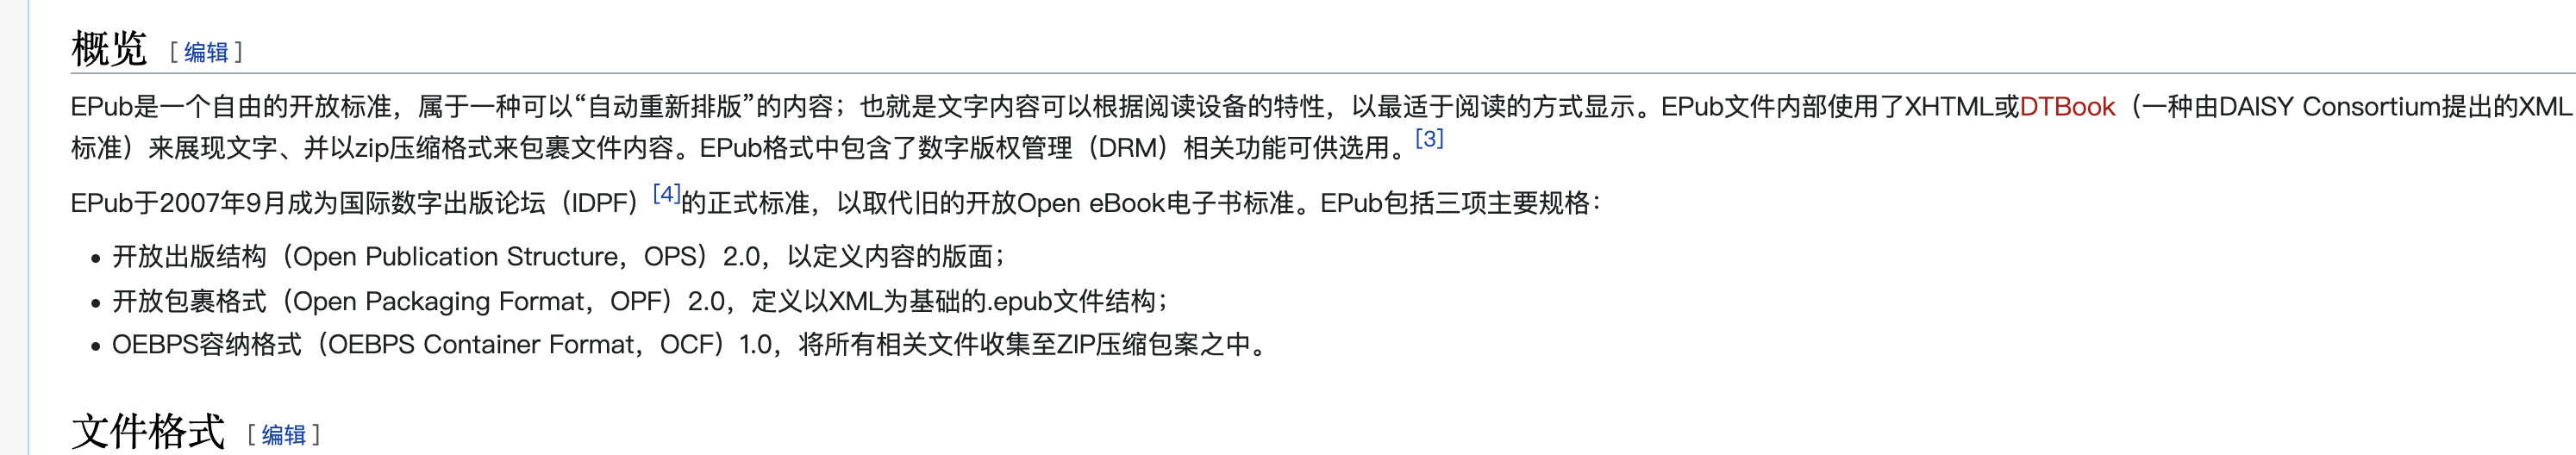 概览 [编辑]
EPub是一个自由的开放标准，属于一种可以“自动重新排版”的内容；也就是文字内容可以根据阅读设备的特性，以最适于阅读的方式显示。EPub文件内部使用了XHTML或DTBook（一种由DAISY Consortium提出的XML
标准）来展现文字、并以zip压缩格式来包裹文件内容。EPub格式中包含了数字版权管理（DRM）相关功能可供选用。[3]
EPub于2007年9月成为国际数字出版论坛（IDPF）[4]的正式标准，以取代旧的开放Open eBook电子书标准。EPub包括三项主要规格：
• 开放出版结构（Open Publication Structure，OPS）2.0，以定义内容的版面；
• 开放包裹格式（Open Packaging Format，OPF）2.0，定义以XML为基础的.epub文件结构；
• OEBPS容纳格式（OEBPS Container Format，OCF）1.0，将所有相关文件收集至ZIP压缩包案之中。
文件格式 [编辑]